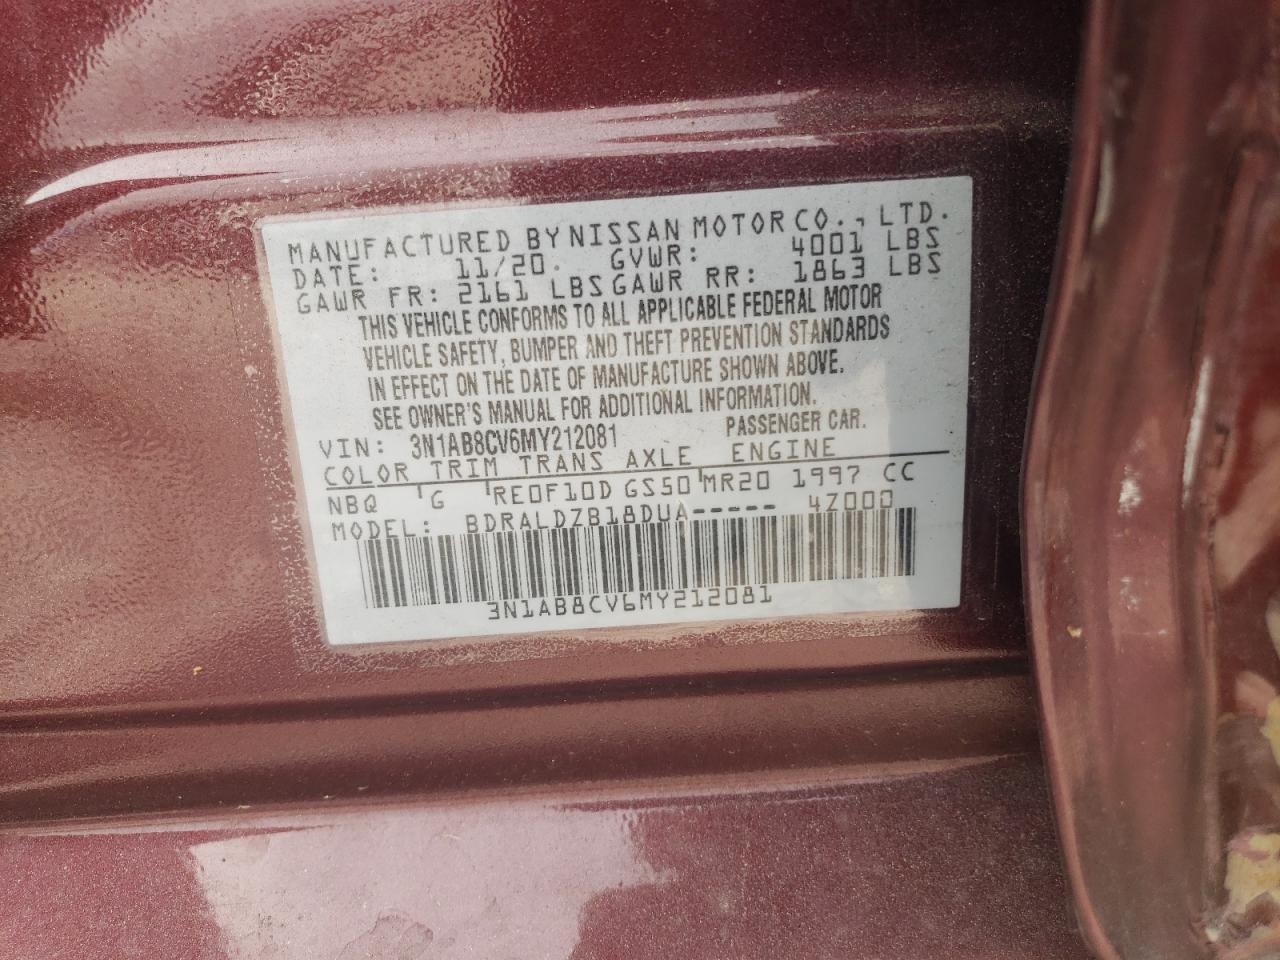 MANUFACTURED BY NISSAN MOTOR CO., LTD.
DATE: 11/20. GVWR: 4001 LBS
GAWR FR: 2161 LBS GAWR RR: 1863 LBS
THIS VEHICLE CONFORMS TO ALL APPLICABLE FEDERAL MOTOR
VEHICLE SAFETY, BUMPER AND THEFT PREVENTION STANDARDS
IN EFFECT ON THE DATE OF MANUFACTURE SHOWN ABOVE.
SEE OWNER'S MANUAL FOR ADDITIONAL INFORMATION.
VIN: 3N1AB8CV6MY212081 PASSENGER CAR.
COLOR TRIM TRANS AXLE ENGINE
NBQ ' G 'RE0F10D GS50'MR20 1997 CC
MODEL: BDRALDZB18DUA----- 4Z000
3N1AB8CV6MY212081